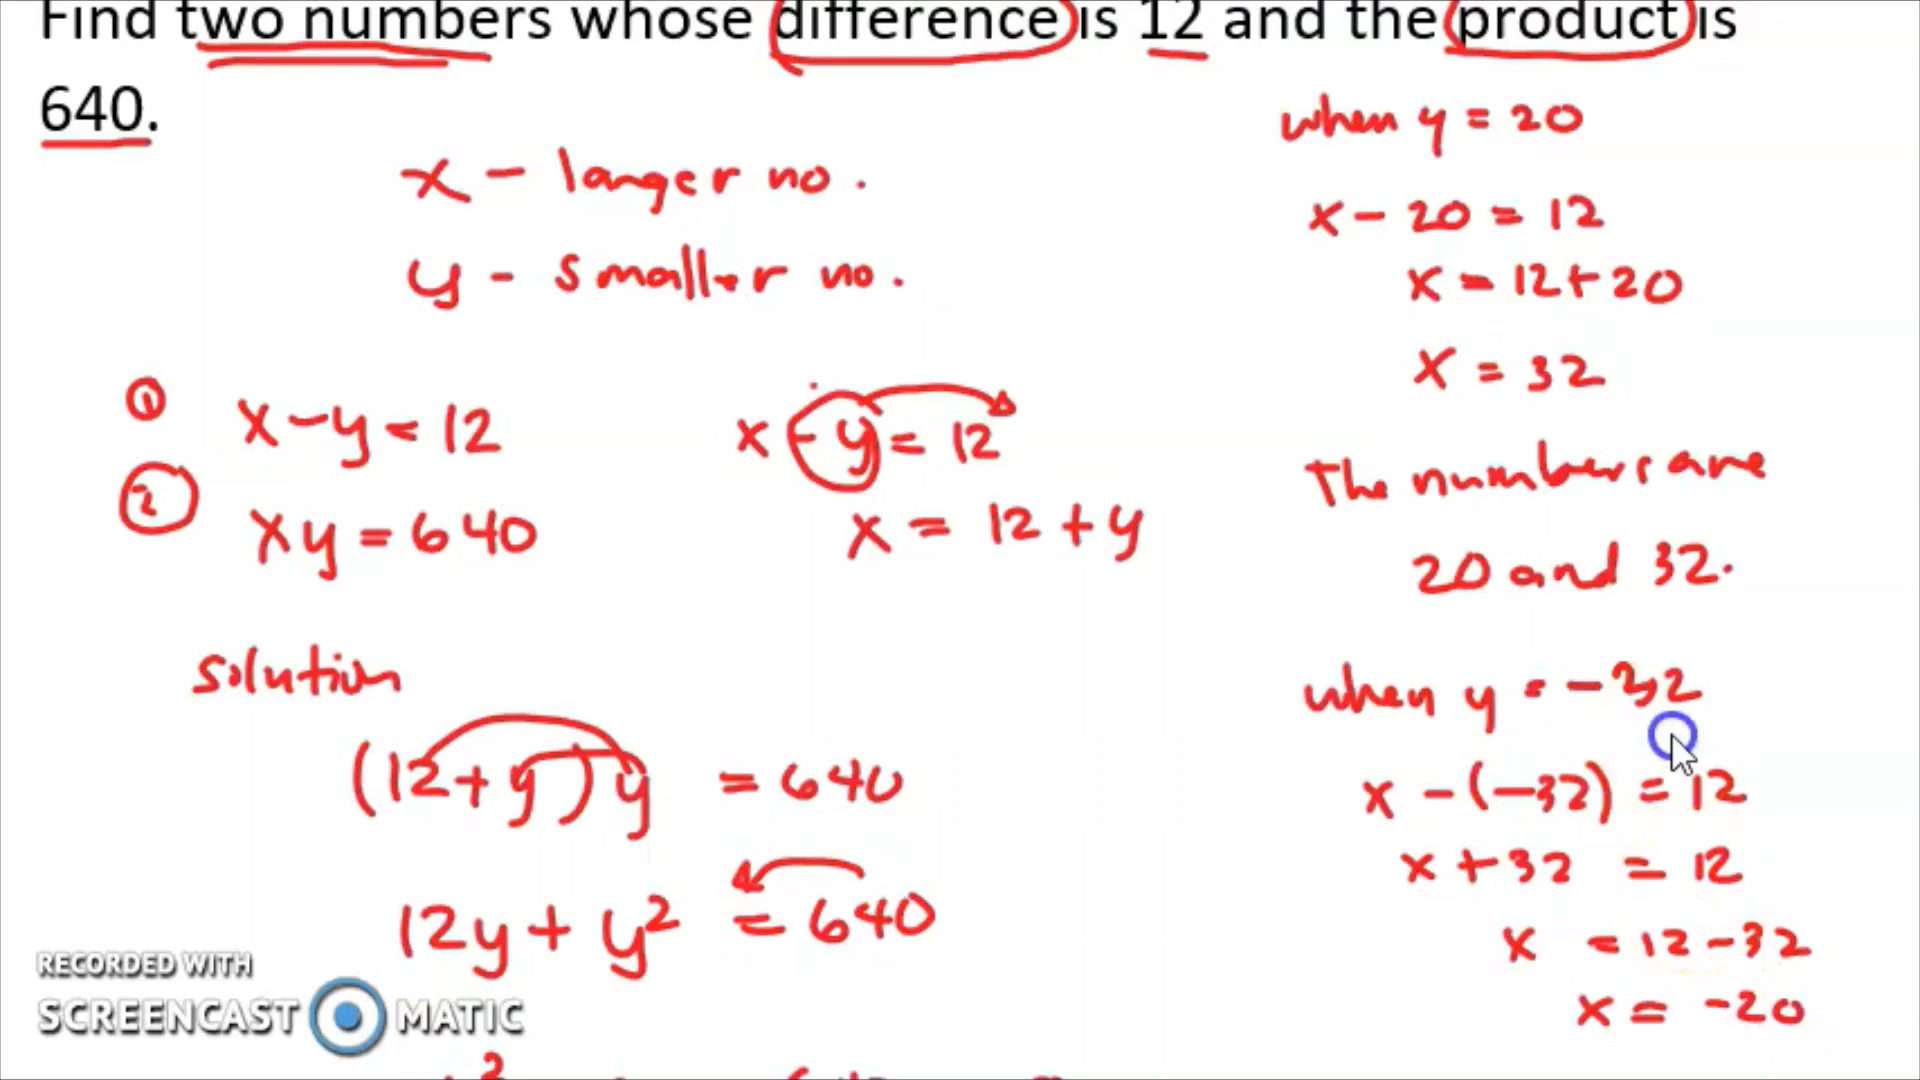 Find two numbers whose difference is 12 and the product is
640.
x - larger no.
y - smaller no.
① x - y = 12
② xy = 640
x - y = 12
x = 12 + y
solution
(12 + y) y = 640
12y + y² = 640
when y = 20
x - 20 = 12
x = 12 + 20
x = 32
The numbers are
20 and 32.
when y = -32
x - (-32) = 12
x + 32 = 12
x = 12 - 32
x = -20
RECORDED WITH
SCREENCAST MATIC